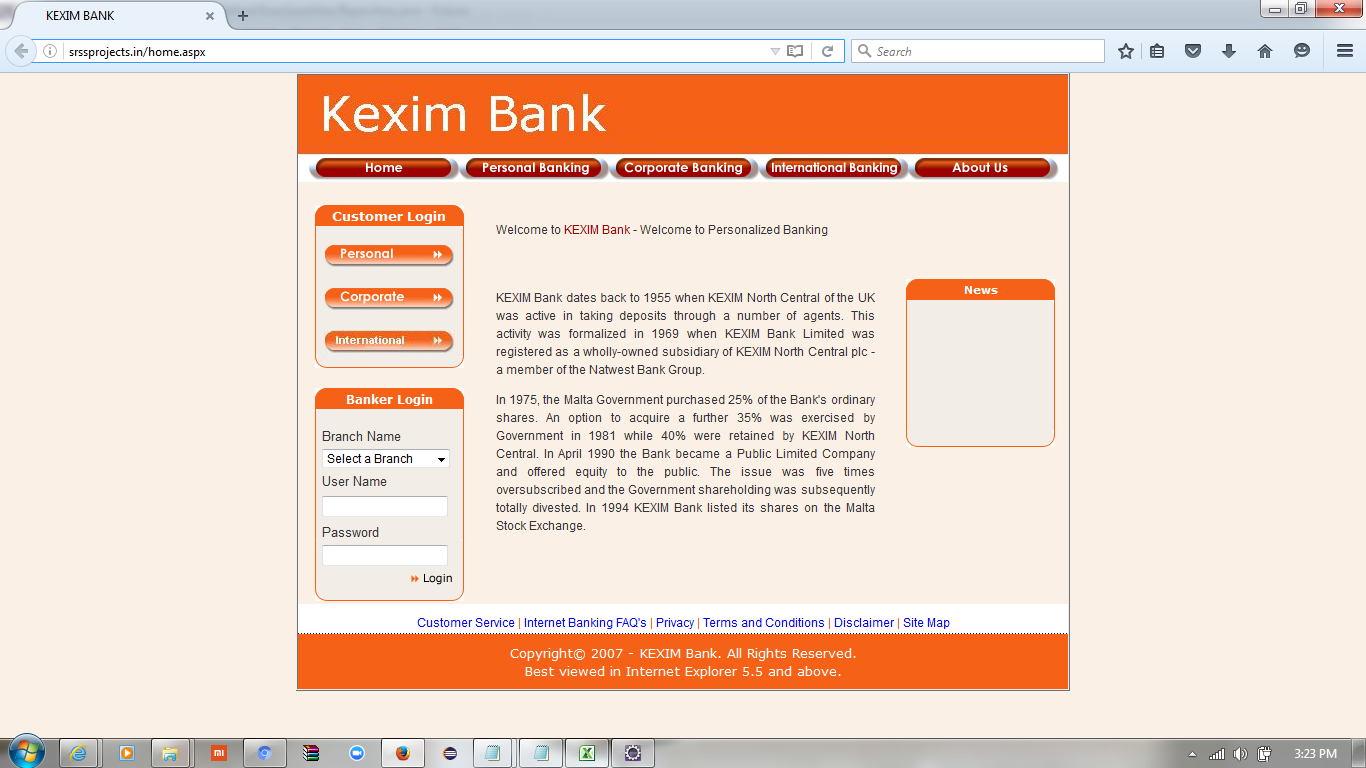 KEXIM BANK
srssprojects.in/home.aspx
Search
Kexim Bank
Home
Personal Banking
Corporate Banking
International Banking
About Us
Customer Login
Personal
Corporate
International
Banker Login
Branch Name
Select a Branch
User Name
Password
Login
Welcome to KEXIM Bank - Welcome to Personalized Banking
KEXIM Bank dates back to 1955 when KEXIM North Central of the UK
was active in taking deposits through a number of agents. This
activity was formalized in 1969 when KEXIM Bank Limited was
registered as a wholly-owned subsidiary of KEXIM North Central plc -
a member of the Natwest Bank Group.
In 1975, the Malta Government purchased 25% of the Bank's ordinary
shares. An option to acquire a further 35% was exercised by
Government in 1981 while 40% were retained by KEXIM North
Central. In April 1990 the Bank became a Public Limited Company
and offered equity to the public. The issue was five times
oversubscribed and the Government shareholding was subsequently
totally divested. In 1994 KEXIM Bank listed its shares on the Malta
Stock Exchange.
News
Customer Service | Internet Banking FAQ's | Privacy | Terms and Conditions | Disclaimer | Site Map
Copyright© 2007 - KEXIM Bank. All Rights Reserved.
Best viewed in Internet Explorer 5.5 and above.
mi
3:23 PM